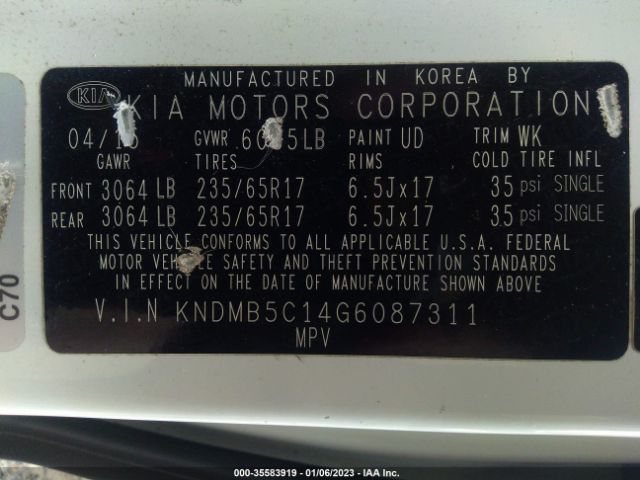 MANUFACTURED IN KOREA BY
KIA KIA MOTORS CORPORATION
GVWR PAINT UD TRIM WK
GAWR TIRES RIMS COLD TIRE INFL
FRONT 3064 LB 235/65R17 6.5Jx17 35 psi SINGLE
REAR 3064 LB 235/65R17 6.5Jx17 35 psi SINGLE
THIS VEHICLE CONFORMS TO ALL APPLICABLE U.S.A. FEDERAL
MOTOR VEHICLE SAFETY AND THEFT PREVENTION STANDARDS
IN EFFECT ON THE DATE OF MANUFACTURE SHOWN ABOVE
V.I.N KNDMB5C14G6087311
MPV
C70
000-35583919 - 01/06/2023 - IAA Inc.